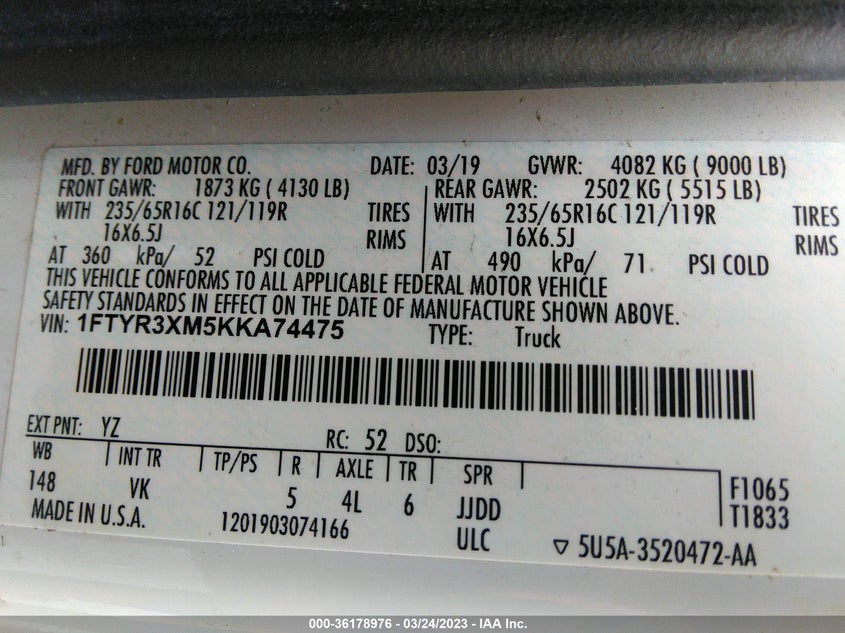 MFD. BY FORD MOTOR CO. DATE: 03/19 GVWR: 4082 KG ( 9000 LB)
FRONT GAWR: 1873 KG ( 4130 LB) REAR GAWR: 2502 KG ( 5515 LB)
WITH 235/65R16C 121/119R TIRES WITH 235/65R16C 121/119R TIRES
16X6.5J RIMS 16X6.5J RIMS
AT 360 kPa/ 52 PSI COLD AT 490 kPa/ 71 PSI COLD
THIS VEHICLE CONFORMS TO ALL APPLICABLE FEDERAL MOTOR VEHICLE
SAFETY STANDARDS IN EFFECT ON THE DATE OF MANUFACTURE SHOWN ABOVE.
VIN: 1FTYR3XM5KKA74475 TYPE: Truck
EXT PNT: YZ RC: 52 DSO:
WB INT TR TP/PS R AXLE TR SPR
148 VK 5 4L 6 JJDD F1065
MADE IN U.S.A. 1201903074166 ULC T1833
▽ 5U5A-3520472-AA
000-36178976 - 03/24/2023 - IAA Inc.